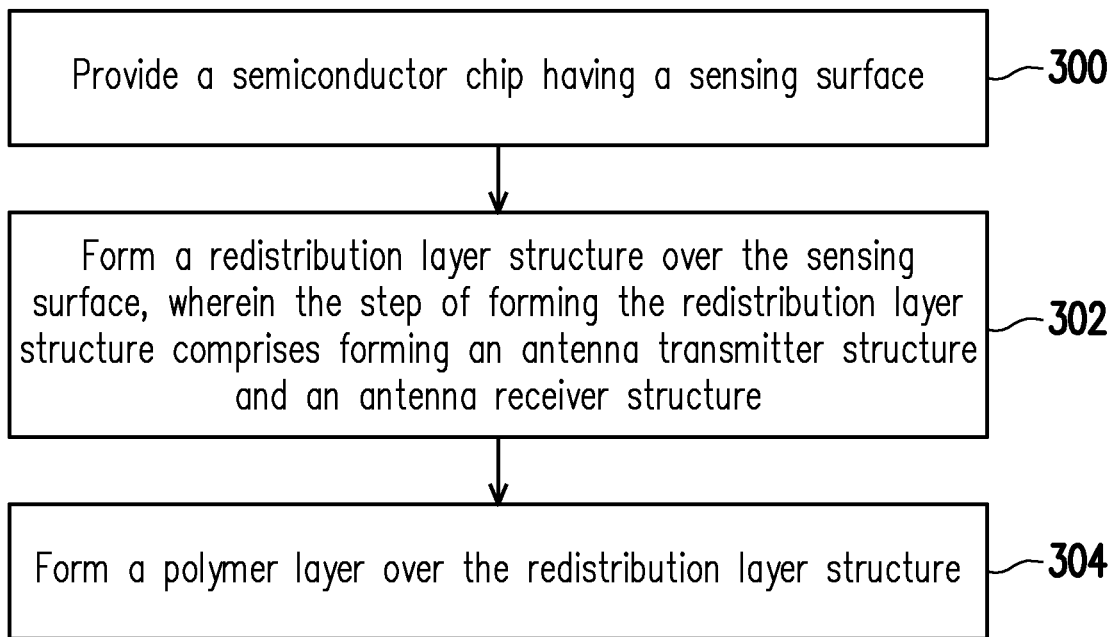 Provide a semiconductor chip having a sensing surface
300
Form a redistribution layer structure over the sensing
surface, wherein the step of forming the redistribution layer
structure comprises forming an antenna transmitter structure
and an antenna receiver structure
302
Form a polymer layer over the redistribution layer structure
304